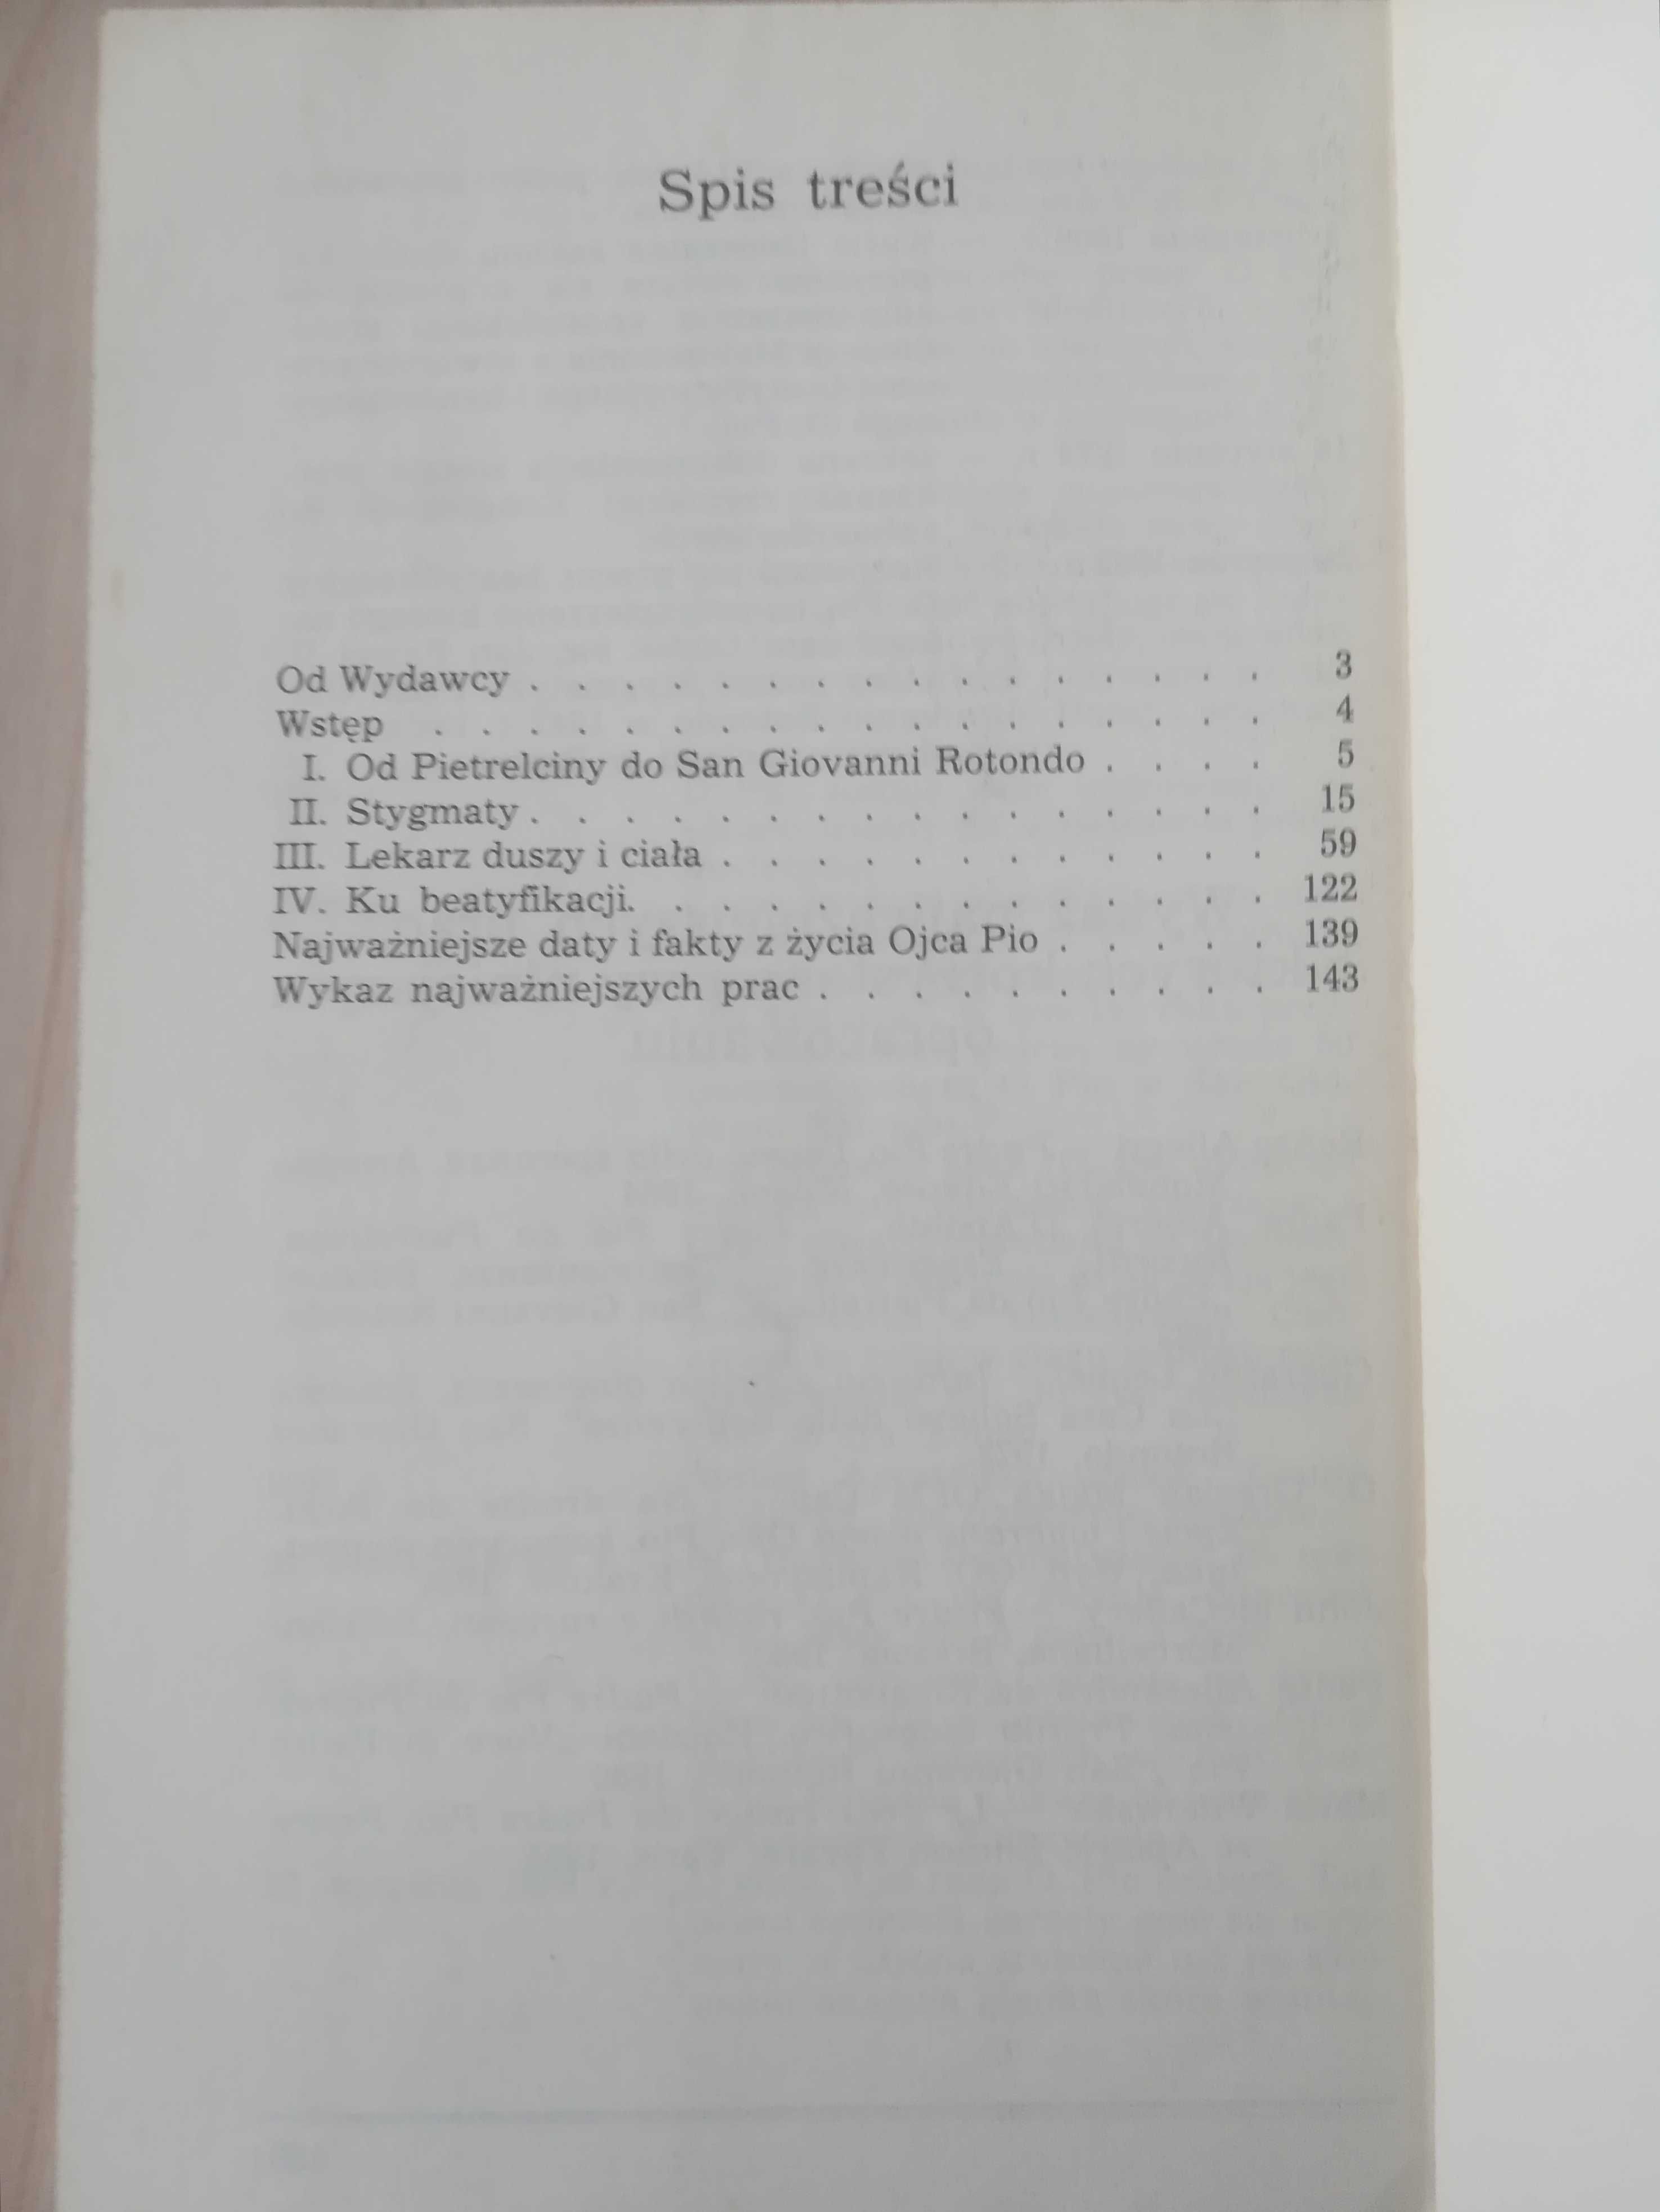 Spis treści
Od Wydawcy . . . . . . . . . . . . . . . . 3
Wstęp . . . . . . . . . . . . . . . . . . 4
I. Od Pietrelciny do San Giovanni Rotondo . . . . 5
II. Stygmaty . . . . . . . . . . . . . . . . 15
III. Lekarz duszy i ciała . . . . . . . . . . . . 59
IV. Ku beatyfikacji. . . . . . . . . . . . . . 122
Najważniejsze daty i fakty z życia Ojca Pio . . . . . 139
Wykaz najważniejszych prac . . . . . . . . . . 143